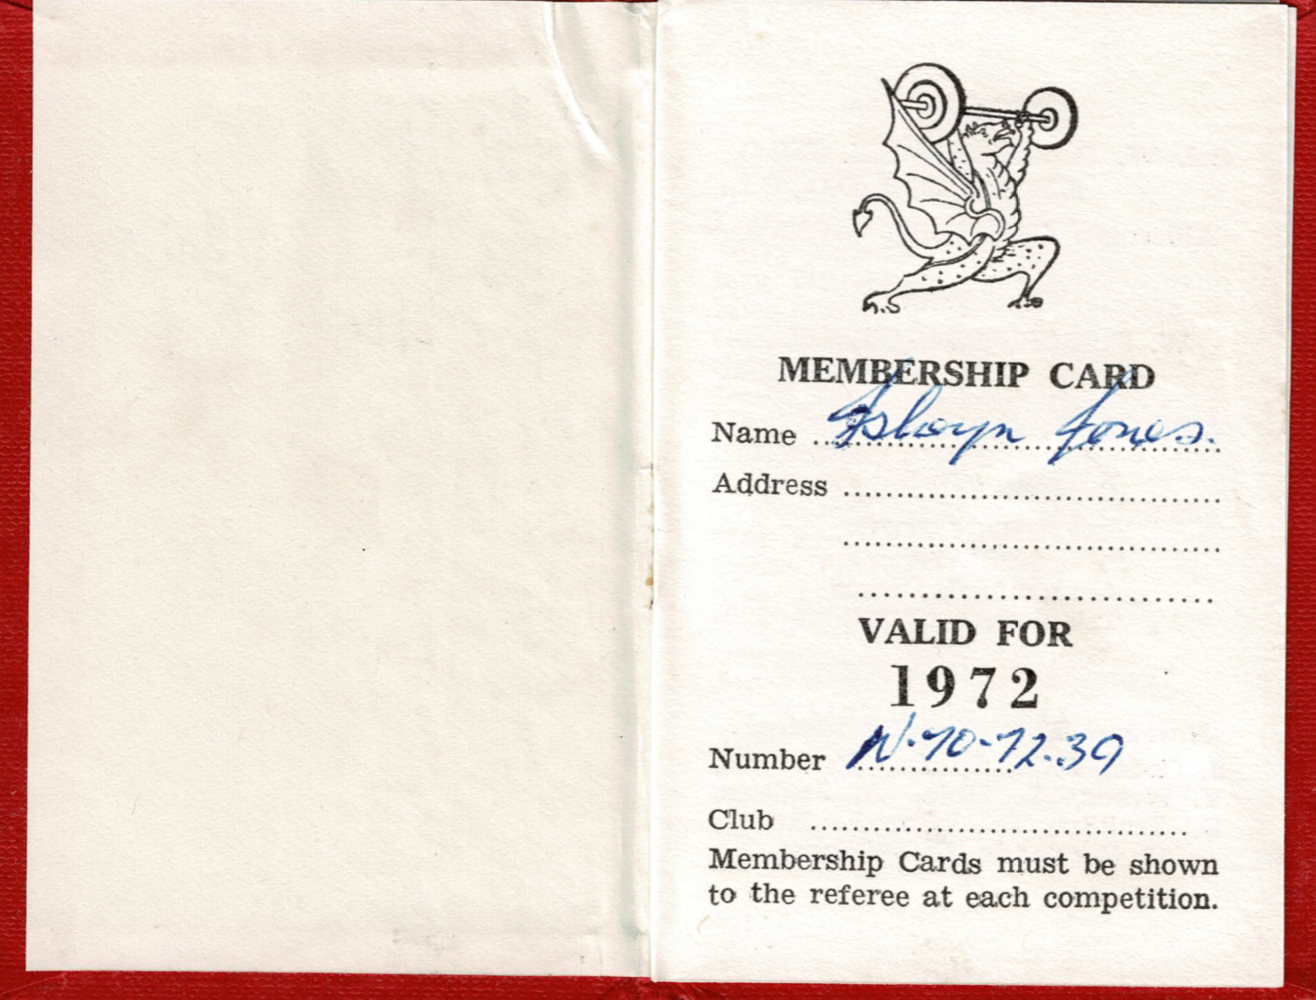 MEMBERSHIP CARD
Name Islwyn Jones.
Address
VALID FOR
1972
Number W.70-72.39
Club
Membership Cards must be shown
to the referee at each competition.